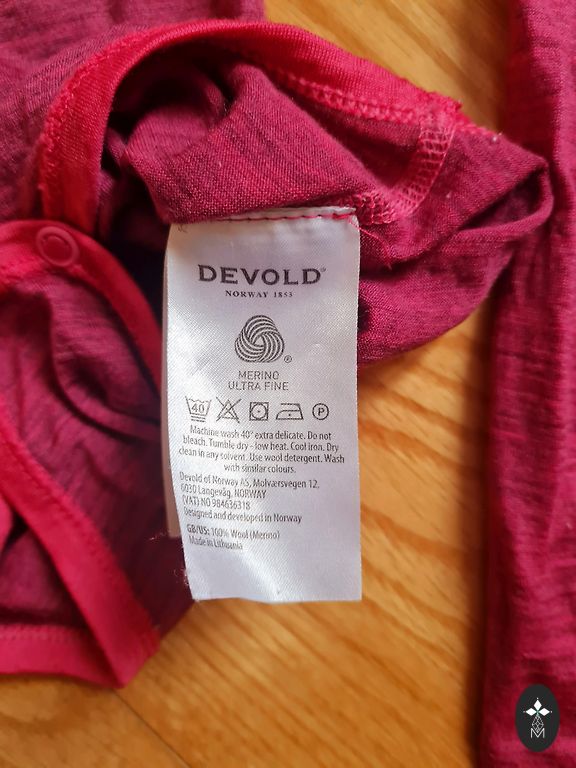 DEVOLD®
NORWAY 1853
®
MERINO
ULTRA FINE
40 P
Machine wash 40° extra delicate. Do not
bleach. Tumble dry - low heat. Cool iron. Dry
clean in any solvent. Use wool detergent. Wash
with similar colours.
Devold of Norway AS, Molværsvegen 12,
6030 Langevåg, NORWAY
(VAT) NO 984636318
Designed and developed in Norway
GB/US: 100% Wool (Merino)
Made in Lithuania
M